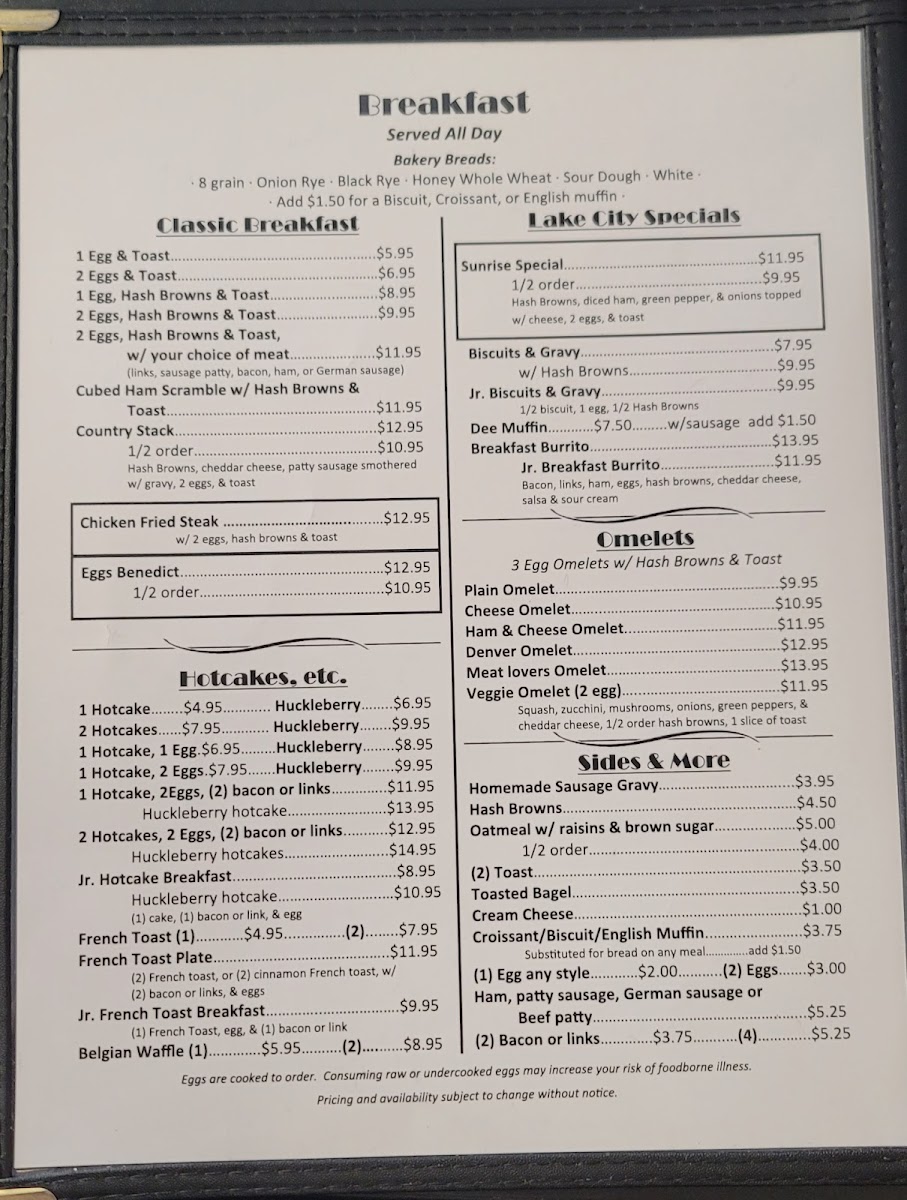 Breakfast
Served All Day
Bakery Breads:
· 8 grain · Onion Rye · Black Rye · Honey Whole Wheat · Sour Dough · White ·
· Add $1.50 for a Biscuit, Croissant, or English muffin ·
Classic Breakfast
1 Egg & Toast....................................................$5.95
2 Eggs & Toast..................................................$6.95
1 Egg, Hash Browns & Toast..........................$8.95
2 Eggs, Hash Browns & Toast.........................$9.95
2 Eggs, Hash Browns & Toast,
w/ your choice of meat.....................$11.95
(links, sausage patty, bacon, ham, or German sausage)
Cubed Ham Scramble w/ Hash Browns &
Toast....................................................$11.95
Country Stack..................................................$12.95
1/2 order.............................................$10.95
Hash Browns, cheddar cheese, patty sausage smothered
w/ gravy, 2 eggs, & toast
Chicken Fried Steak .......................................$12.95
w/ 2 eggs, hash browns & toast
Eggs Benedict..................................................$12.95
1/2 order.............................................$10.95
Hotcakes, etc.
1 Hotcake........$4.95............ Huckleberry........$6.95
2 Hotcakes......$7.95............ Huckleberry........$9.95
1 Hotcake, 1 Egg.$6.95.........Huckleberry........$8.95
1 Hotcake, 2 Eggs.$7.95.......Huckleberry........$9.95
1 Hotcake, 2Eggs, (2) bacon or links.............$11.95
Huckleberry hotcake........................$13.95
2 Hotcakes, 2 Eggs, (2) bacon or links...........$12.95
Huckleberry hotcakes.........................$14.95
Jr. Hotcake Breakfast........................................$8.95
Huckleberry hotcake...........................$10.95
(1) cake, (1) bacon or link, & egg
French Toast (1)............$4.95...............(2)........$7.95
French Toast Plate...........................................$11.95
(2) French toast, or (2) cinnamon French toast, w/
(2) bacon or links, & eggs
Jr. French Toast Breakfast................................$9.95
(1) French Toast, egg, & (1) bacon or link
Belgian Waffle (1).............$5.95..........(2)...........$8.95
Lake City Specials
Sunrise Special...............................................$11.95
1/2 order............................................$9.95
Hash Browns, diced ham, green pepper, & onions topped
w/ cheese, 2 eggs, & toast
Biscuits & Gravy................................................$7.95
w/ Hash Browns....................................$9.95
Jr. Biscuits & Gravy...........................................$9.95
1/2 biscuit, 1 egg, 1/2 Hash Browns
Dee Muffin...........$7.50.........w/sausage add $1.50
Breakfast Burrito.............................................$13.95
Jr. Breakfast Burrito............................$11.95
Bacon, links, ham, eggs, hash browns, cheddar cheese,
salsa & sour cream
Omelets
3 Egg Omelets w/ Hash Browns & Toast
Plain Omelet......................................................$9.95
Cheese Omelet................................................$10.95
Ham & Cheese Omelet.....................................$11.95
Denver Omelet.................................................$12.95
Meat lovers Omelet..........................................$13.95
Veggie Omelet (2 egg)......................................$11.95
Squash, zucchini, mushrooms, onions, green peppers, &
cheddar cheese, 1/2 order hash browns, 1 slice of toast
Sides & More
Homemade Sausage Gravy.................................$3.95
Hash Browns......................................................$4.50
Oatmeal w/ raisins & brown sugar....................$5.00
1/2 order....................................................$4.00
(2) Toast.............................................................$3.50
Toasted Bagel.....................................................$3.50
Cream Cheese....................................................$1.00
Croissant/Biscuit/English Muffin........................$3.75
Substituted for bread on any meal..............add $1.50
(1) Egg any style...........$2.00..........(2) Eggs.......$3.00
Ham, patty sausage, German sausage or
Beef patty...................................................$5.25
(2) Bacon or links.............$3.75...........(4).............$5.25
Eggs are cooked to order. Consuming raw or undercooked eggs may increase your risk of foodborne illness.
Pricing and availability subject to change without notice.